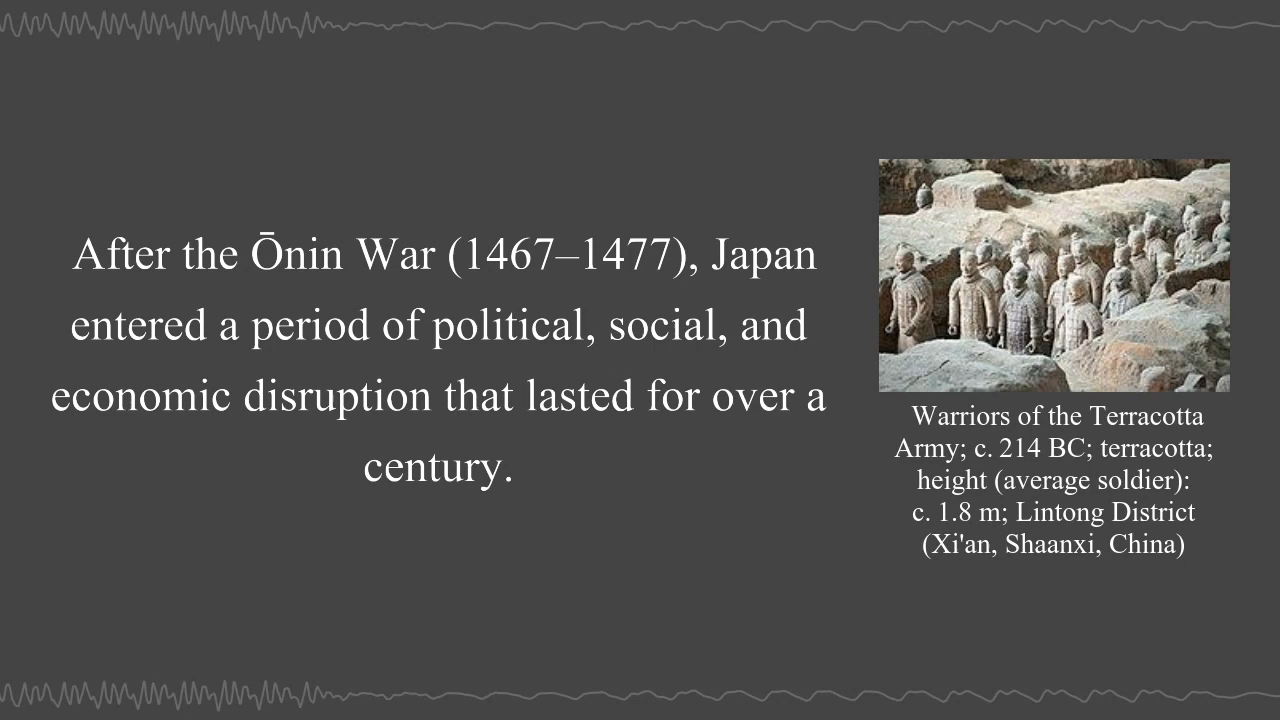 After the Ōnin War (1467–1477), Japan
entered a period of political, social, and
economic disruption that lasted for over a
century.
Warriors of the Terracotta
Army; c. 214 BC; terracotta;
height (average soldier):
c. 1.8 m; Lintong District
(Xi'an, Shaanxi, China)